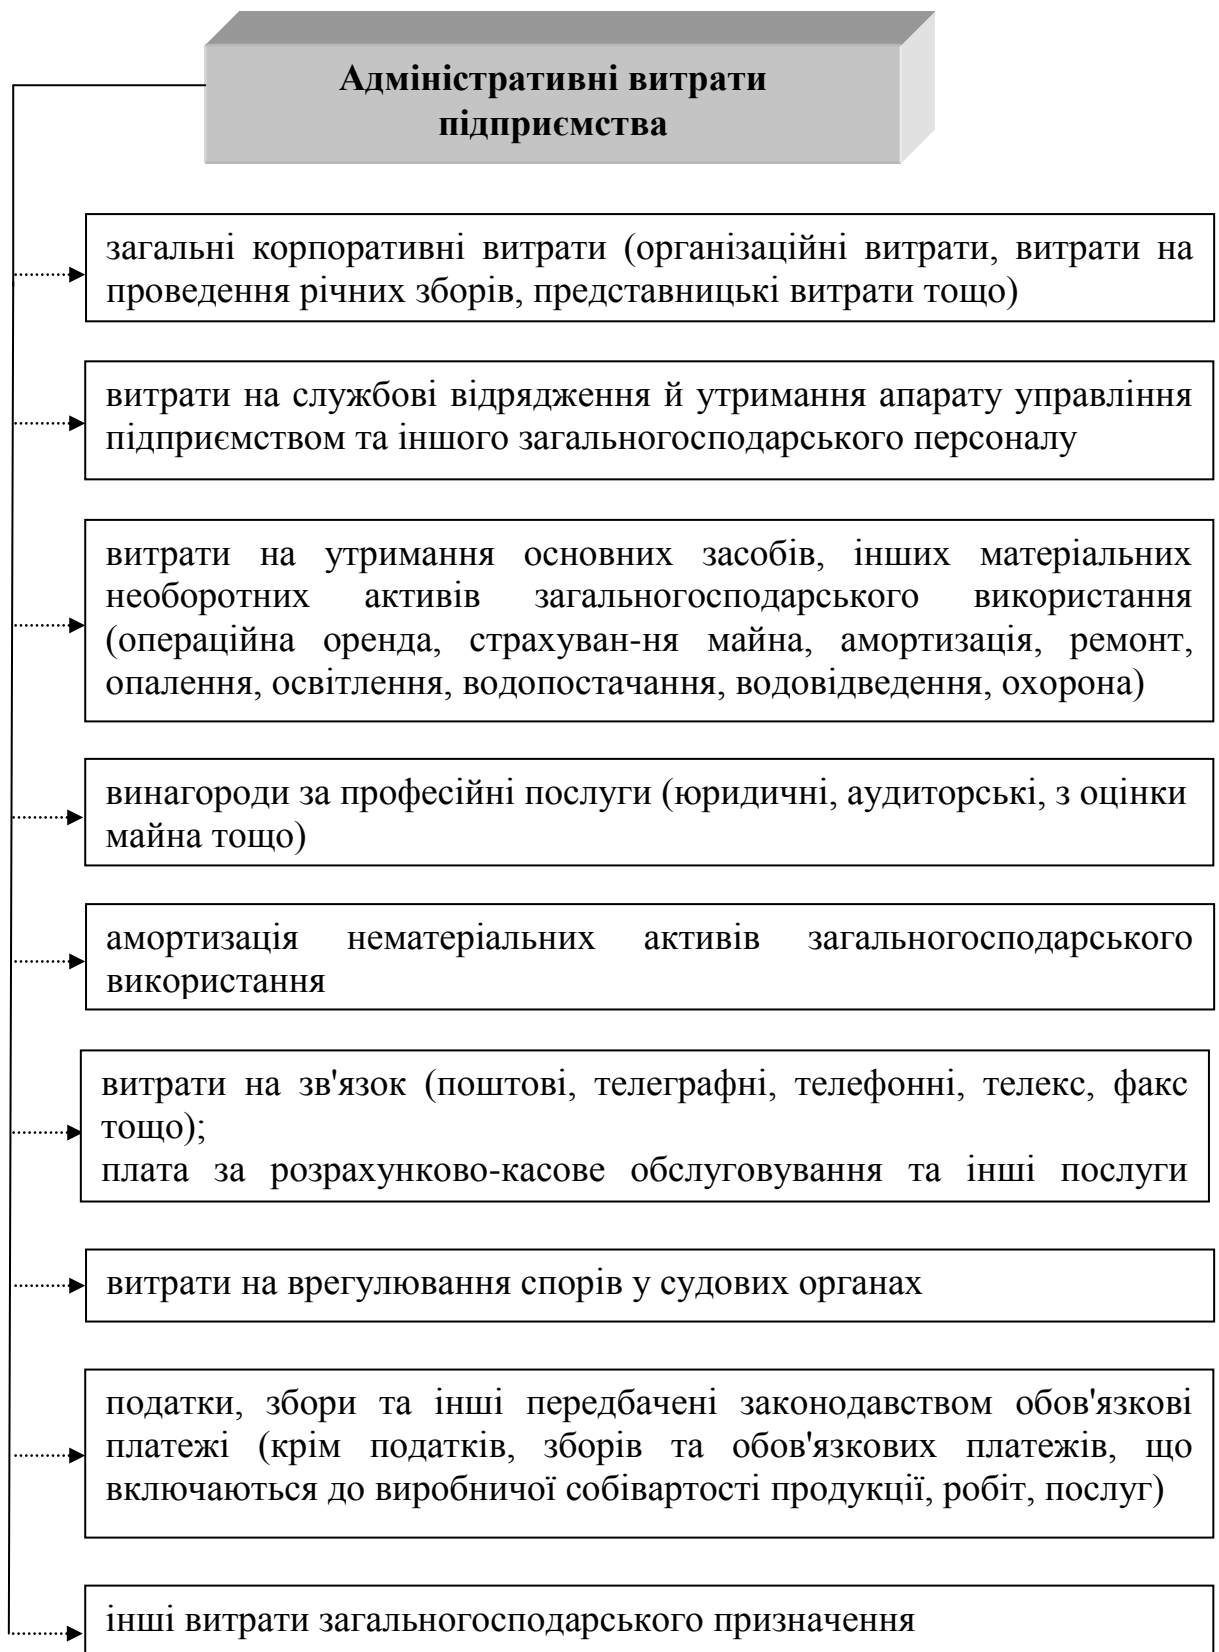 Адміністративні витрати
підприємства
загальні корпоративні витрати (організаційні витрати, витрати на
проведення річних зборів, представницькі витрати тощо)
витрати на службові відрядження й утримання апарату управління
підприємством та іншого загальногосподарського персоналу
витрати на утримання основних засобів, інших матеріальних
необоротних активів загальногосподарського використання
(операційна оренда, страхуван-ня майна, амортизація, ремонт,
опалення, освітлення, водопостачання, водовідведення, охорона)
винагороди за професійні послуги (юридичні, аудиторські, з оцінки
майна тощо)
амортизація нематеріальних активів загальногосподарського
використання
витрати на зв'язок (поштові, телеграфні, телефонні, телекс, факс
тощо);
плата за розрахунково-касове обслуговування та інші послуги
витрати на врегулювання спорів у судових органах
податки, збори та інші передбачені законодавством обов'язкові
платежі (крім податків, зборів та обов'язкових платежів, що
включаються до виробничої собівартості продукції, робіт, послуг)
інші витрати загальногосподарського призначення